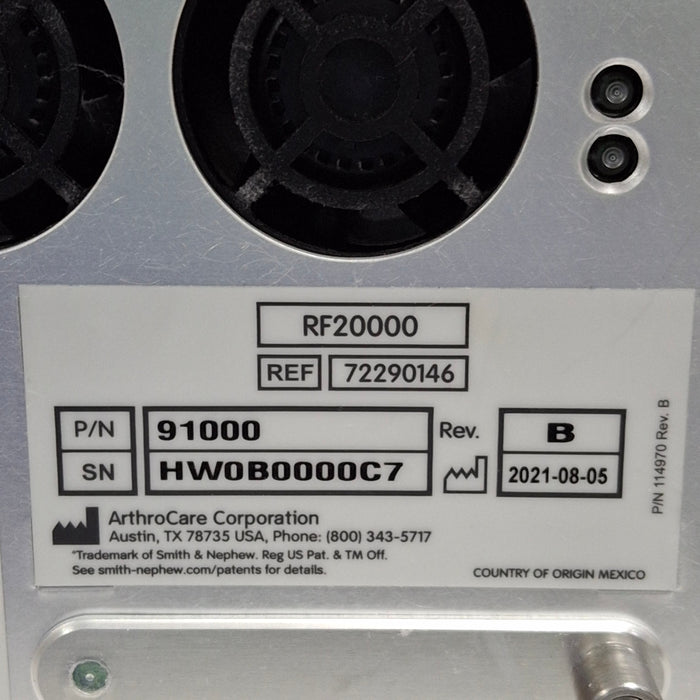 RF20000
REF 72290146
P/N 91000 Rev. B
SN HW0B0000C7 2021-08-05
ArthroCare Corporation
Austin, TX 78735 USA, Phone: (800) 343-5717
*Trademark of Smith & Nephew. Reg US Pat. & TM Off.
See smith-nephew.com/patents for details.
COUNTRY OF ORIGIN MEXICO
P/N 114970 Rev. B